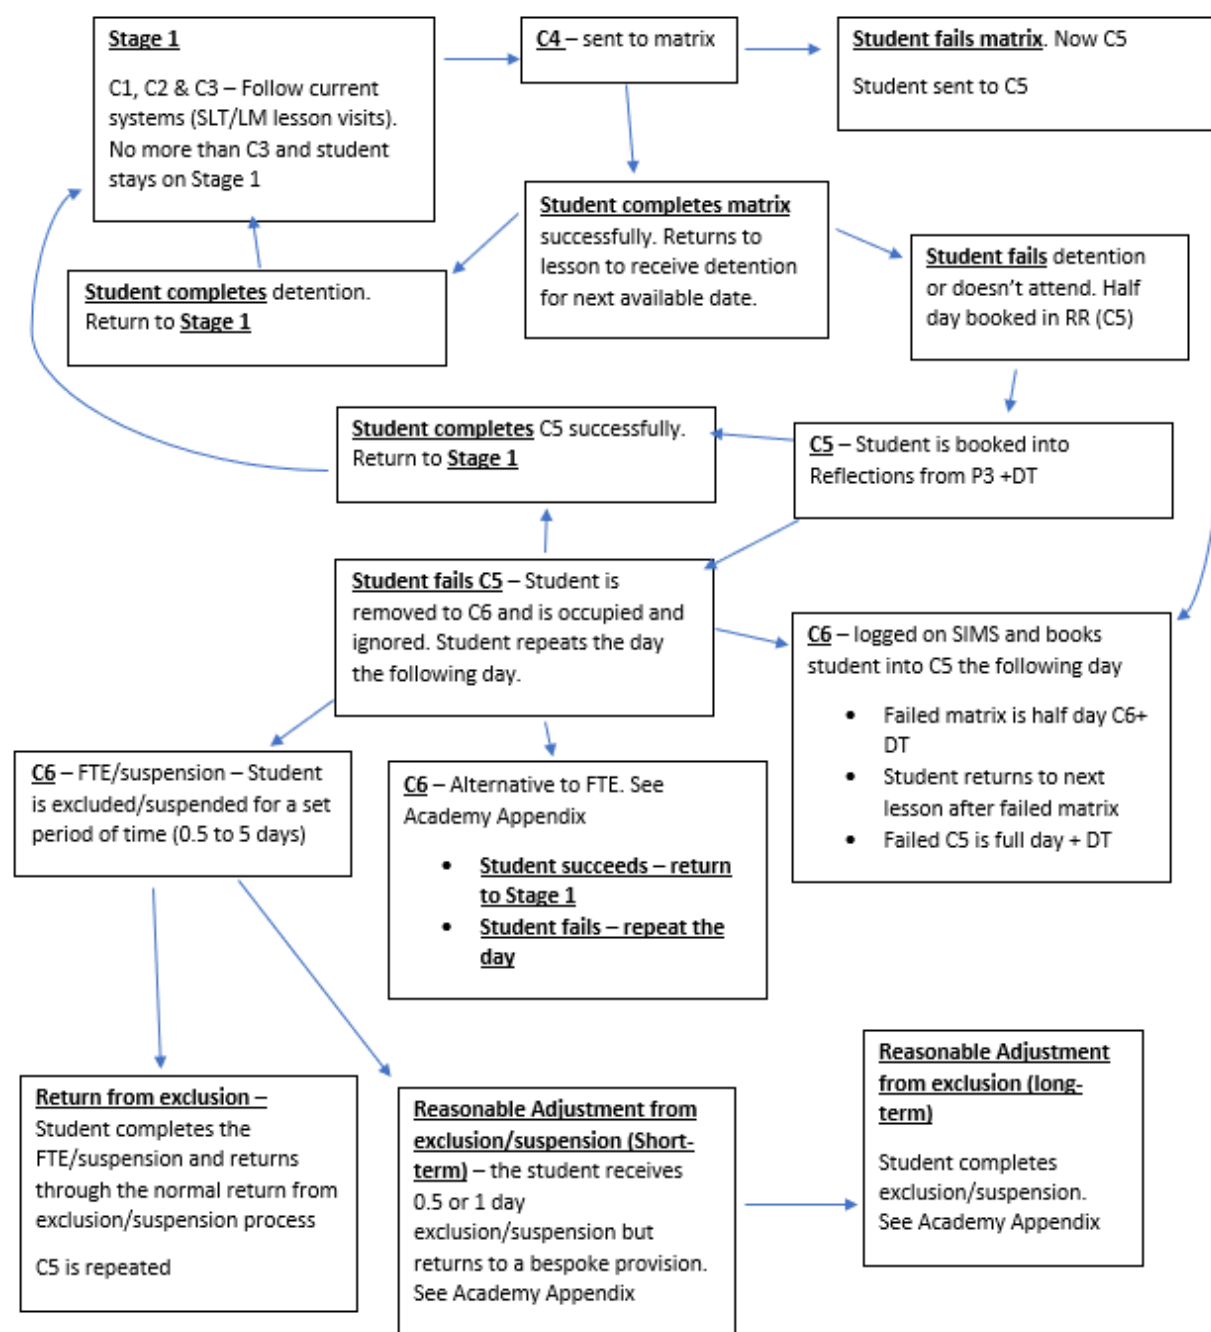 Stage 1
C1, C2 & C3 – Follow current
systems (SLT/LM lesson visits).
No more than C3 and student
stays on Stage 1
C4 – sent to matrix
Student fails matrix. Now C5
Student sent to C5
Student completes matrix
successfully. Returns to
lesson to receive detention
for next available date.
Student fails detention
or doesn't attend. Half
day booked in RR (C5)
Student completes detention.
Return to Stage 1
Student completes C5 successfully.
Return to Stage 1
C5 – Student is booked into
Reflections from P3 +DT
Student fails C5 – Student is
removed to C6 and is occupied and
ignored. Student repeats the day
the following day.
C6 – logged on SIMS and books
student into C5 the following day
• Failed matrix is half day C6+
DT
• Student returns to next
lesson after failed matrix
• Failed C5 is full day + DT
C6 – FTE/suspension – Student
is excluded/suspended for a set
period of time (0.5 to 5 days)
C6 – Alternative to FTE. See
Academy Appendix
• Student succeeds – return
to Stage 1
• Student fails – repeat the
day
Return from exclusion –
Student completes the
FTE/suspension and returns
through the normal return from
exclusion/suspension process
C5 is repeated
Reasonable Adjustment from
exclusion/suspension (Short-
term) – the student receives
0.5 or 1 day
exclusion/suspension but
returns to a bespoke provision.
See Academy Appendix
Reasonable Adjustment
from exclusion (long-
term)
Student completes
exclusion/suspension.
See Academy Appendix